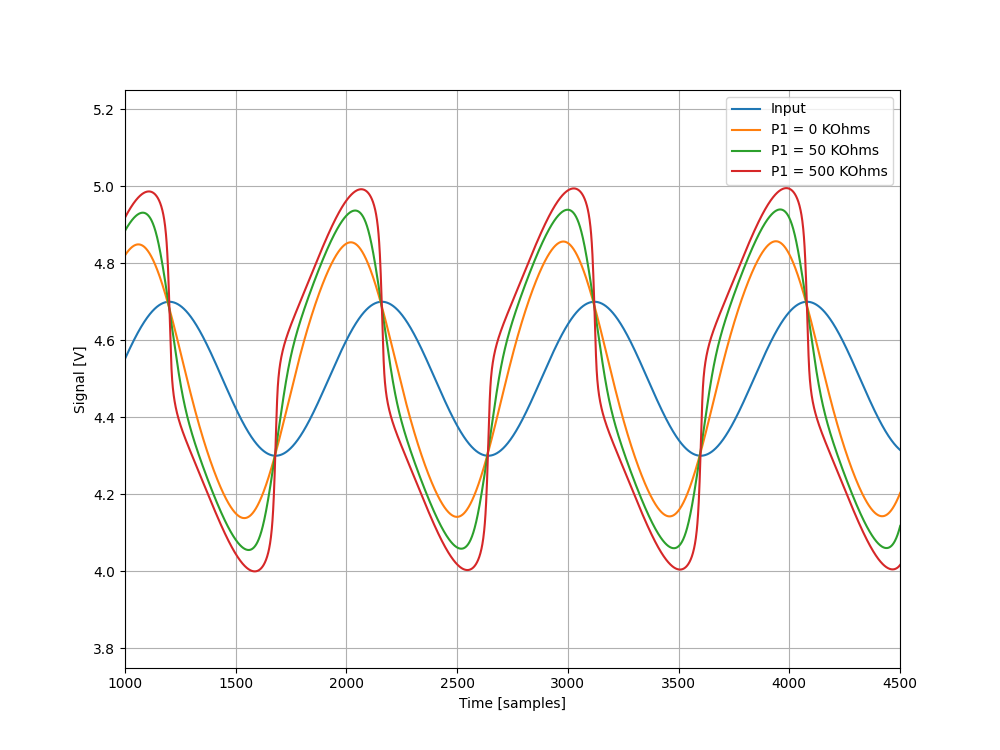 Input
P1 = 0 KOhms
P1 = 50 KOhms
P1 = 500 KOhms
5.2
5.0
4.8
4.6
4.4
4.2
4.0
3.8
Signal [V]
1000 1500 2000 2500 3000 3500 4000 4500
Time [samples]